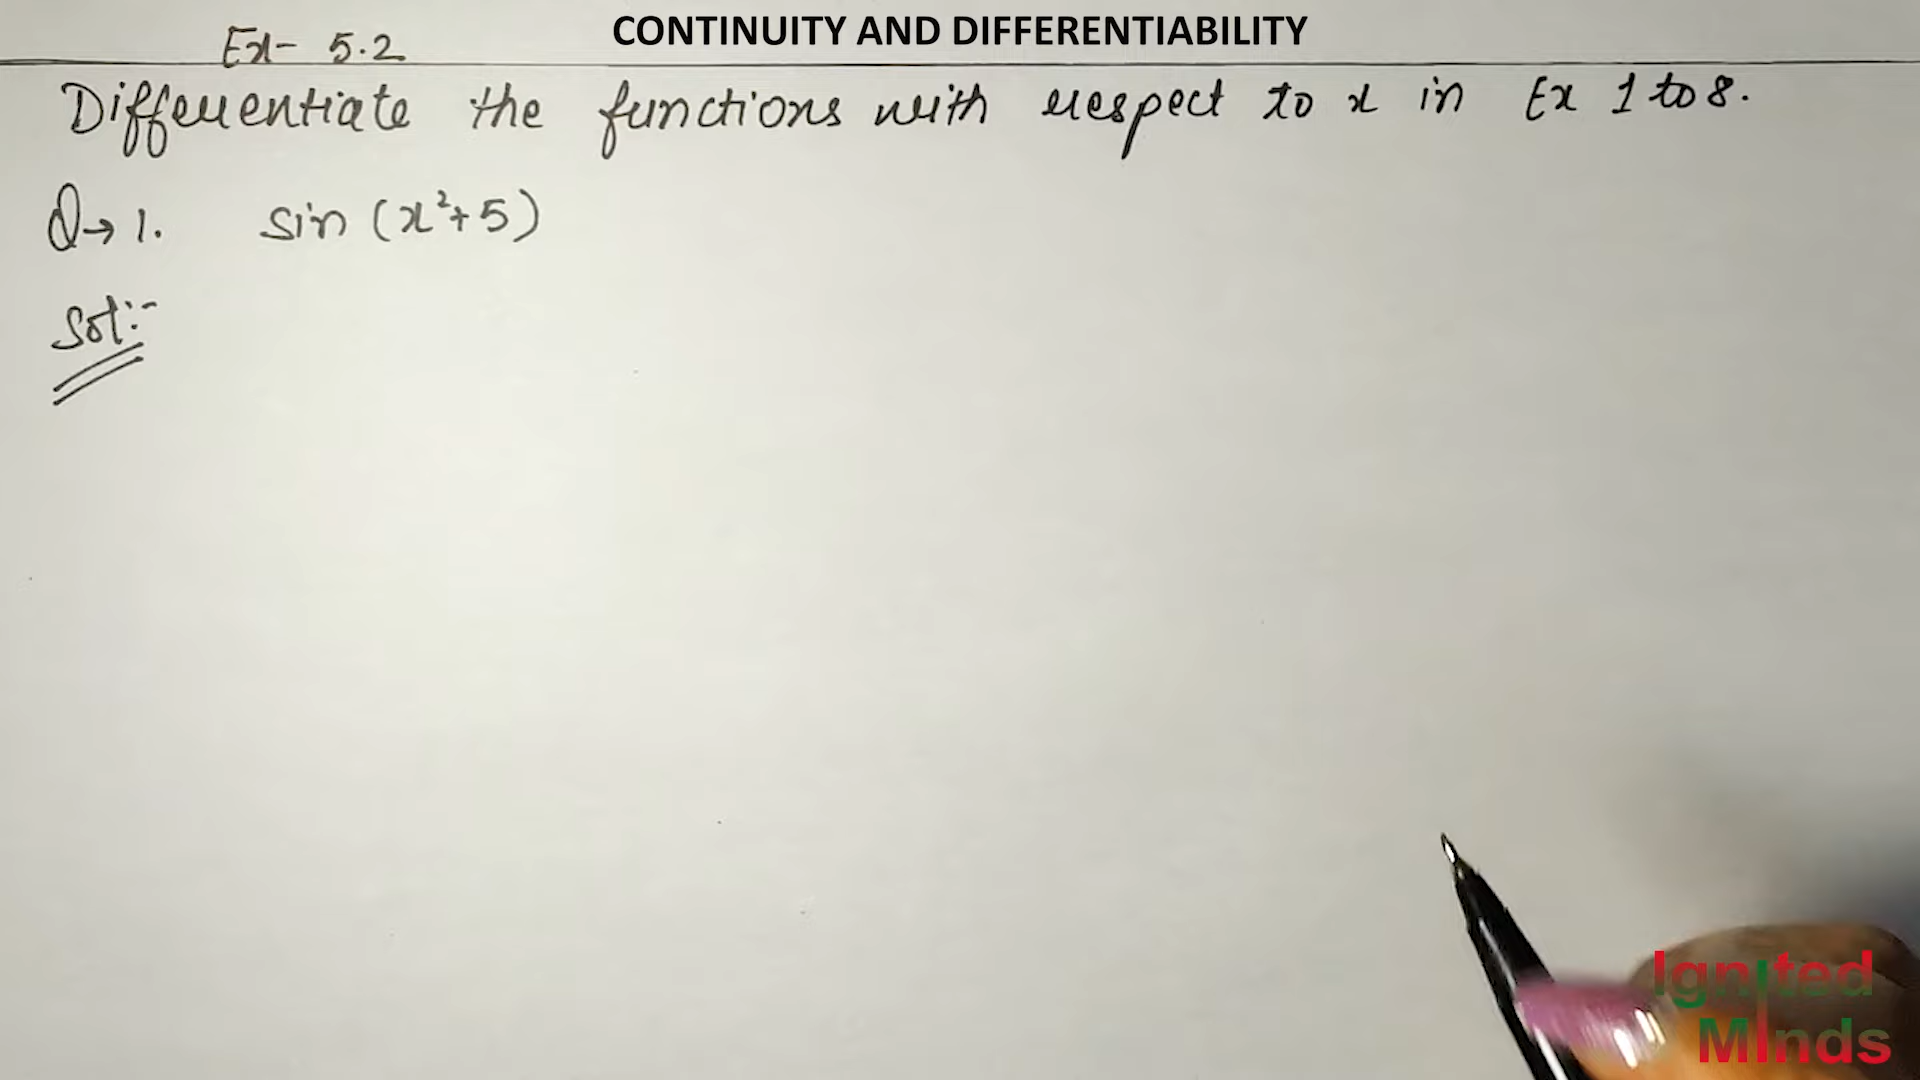 CONTINUITY AND DIFFERENTIABILITY
Ex- 5.2
Differentiate the functions with respect to x in Ex 1 to 8.
Q→ 1. sin (x²+5)
Sol:-
Ignited
Minds